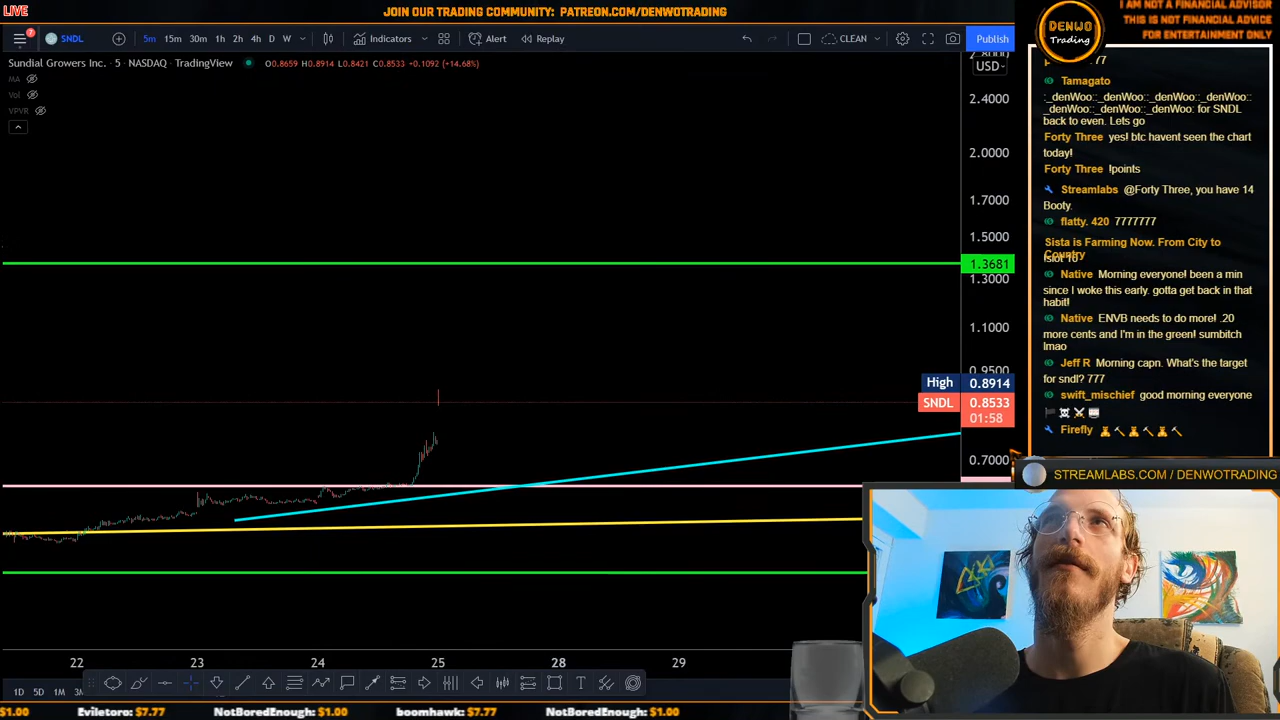 LIVE
JOIN OUR TRADING COMMUNITY: PATREON.COM/DENWOTRADING
7
SNDL
5m 15m 30m 1h 2h 4h D W
Indicators
Alert
Replay
CLEAN
Publish
Sundial Growers Inc. · 5 · NASDAQ · TradingView
O0.8659 H0.8914 L0.8421 C0.8533 +0.1092 (+14.68%)
USD
MA
Vol
VPVR
2.4000
2.0000
1.7000
1.5000
1.3681
1.3000
1.1000
0.9500
High 0.8914
SNDL 0.8533
01:58
0.7000
22 23 24 25 28 29
1D 5D 1M
$1.00 Eviletoro: $7.77 NotBoredEnough: $1.00 boomhawk: $7.77 NotBoredEnough: $1.00
DENWO
Trading
I AM NOT A FINANCIAL ADVISOR
THIS IS NOT FINANCIAL ADVICE
FOR ENTERTAINMENT ONLY
Tamagato
:_denWoo::_denWoo::_denWoo::_denWoo::
_denWoo::_denWoo::_denWoo: for SNDL
back to even. Lets go
Forty Three yes! btc havent seen the chart
today!
Forty Three !points
Streamlabs @Forty Three, you have 14
Booty.
flatty. 420 7777777
Sista is Farming Now. From City to
Country
!slot 10
Native Morning everyone! been a min
since I woke this early. gotta get back in that
habit!
Native ENVB needs to do more! .20
more cents and I'm in the green! sumbitch
lmao
Jeff R Morning capn. What's the target
for sndl? 777
swift_mischief good morning everyone
Firefly
STREAMLABS.COM / DENWOTRADING